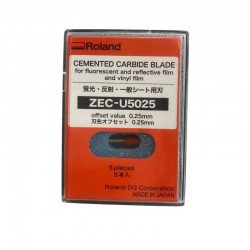 Roland
CEMENTED CARBIDE BLADE
for fluorescent and reflective film
and vinyl film
蛍光・反射・一般シート用刃
ZEC-U5025
offset value 0.25mm
刃先オフセット 0.25mm
5 pieces
5本入
Roland DG Corporation
MADE IN JAPAN